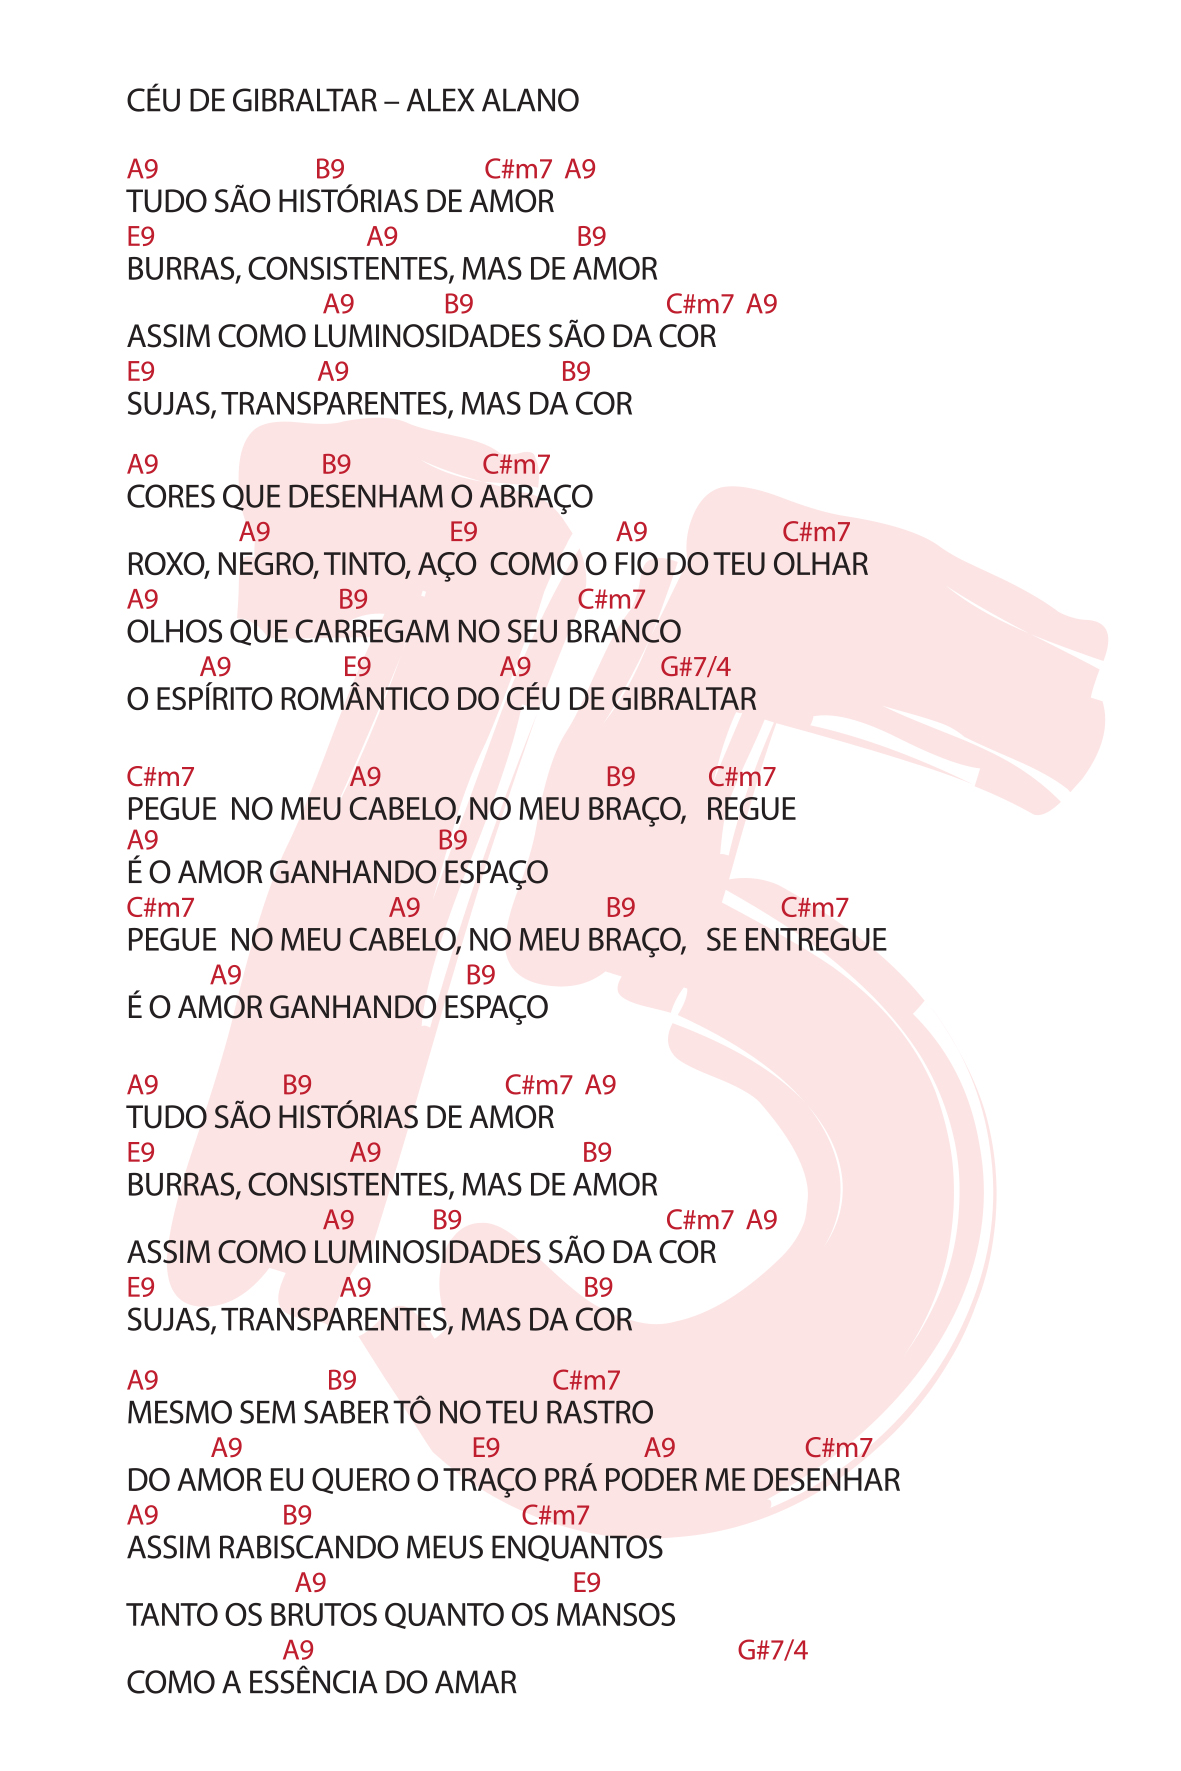 CÉU DE GIBRALTAR – ALEX ALANO
A9 B9 C#m7 A9
TUDO SÃO HISTÓRIAS DE AMOR
E9 A9 B9
BURRAS, CONSISTENTES, MAS DE AMOR
A9 B9 C#m7 A9
ASSIM COMO LUMINOSIDADES SÃO DA COR
E9 A9 B9
SUJAS, TRANSPARENTES, MAS DA COR
A9 B9 C#m7
CORES QUE DESENHAM O ABRAÇO
A9 E9 A9 C#m7
ROXO, NEGRO, TINTO, AÇO COMO O FIO DO TEU OLHAR
A9 B9 C#m7
OLHOS QUE CARREGAM NO SEU BRANCO
A9 E9 A9 G#7/4
O ESPÍRITO ROMÂNTICO DO CÉU DE GIBRALTAR
C#m7 A9 B9 C#m7
PEGUE NO MEU CABELO, NO MEU BRAÇO, REGUE
A9 B9
É O AMOR GANHANDO ESPAÇO
C#m7 A9 B9 C#m7
PEGUE NO MEU CABELO, NO MEU BRAÇO, SE ENTREGUE
A9 B9
É O AMOR GANHANDO ESPAÇO
A9 B9 C#m7 A9
TUDO SÃO HISTÓRIAS DE AMOR
E9 A9 B9
BURRAS, CONSISTENTES, MAS DE AMOR
A9 B9 C#m7 A9
ASSIM COMO LUMINOSIDADES SÃO DA COR
E9 A9 B9
SUJAS, TRANSPARENTES, MAS DA COR
A9 B9 C#m7
MESMO SEM SABER TÔ NO TEU RASTRO
A9 E9 A9 C#m7
DO AMOR EU QUERO O TRAÇO PRÁ PODER ME DESENHAR
A9 B9 C#m7
ASSIM RABISCANDO MEUS ENQUANTOS
A9 E9
TANTO OS BRUTOS QUANTO OS MANSOS
A9 G#7/4
COMO A ESSÊNCIA DO AMAR
15